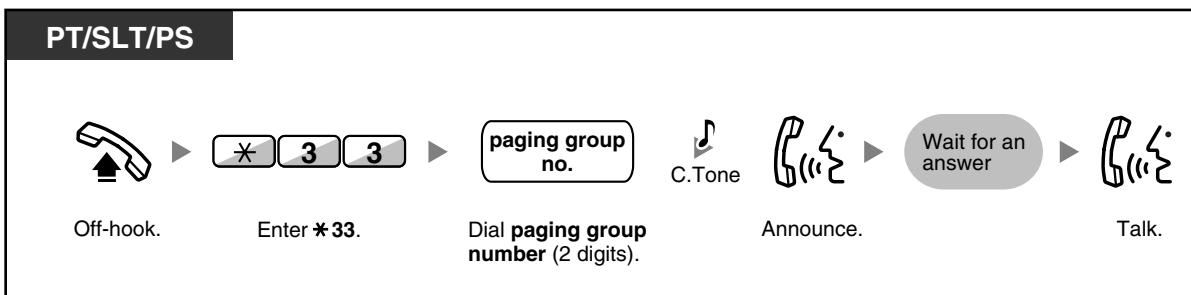 PT/SLT/PS
✳ 3 3
paging group
no.
C.Tone
Wait for an
answer
Off-hook.
Enter ✳33.
Dial paging group
number (2 digits).
Announce.
Talk.